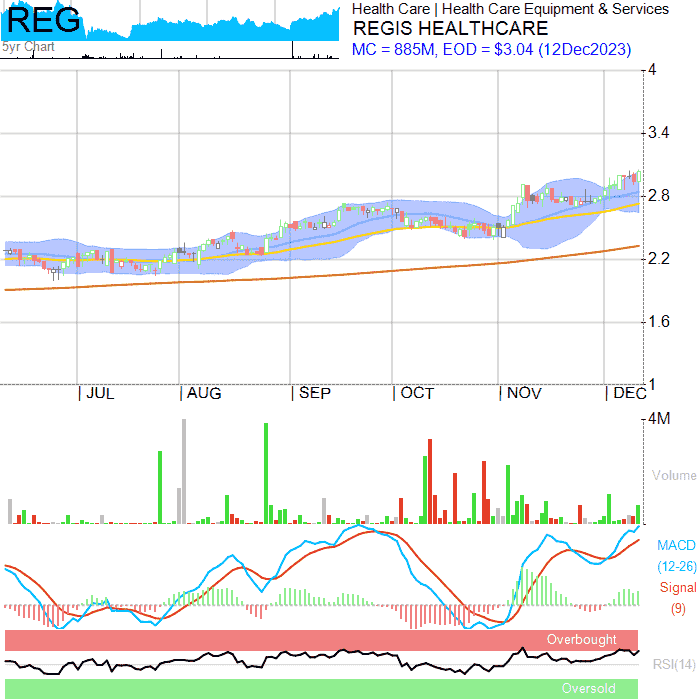 REG
5yr Chart
Health Care | Health Care Equipment & Services
REGIS HEALTHCARE
MC = 885M, EOD = $3.04 (12Dec2023)
4
3.4
2.8
2.2
1.6
1
| JUL | AUG | SEP | OCT | NOV | DEC
4M
Volume
MACD
(12-26)
Signal
(9)
Overbought
RSI(14)
Oversold